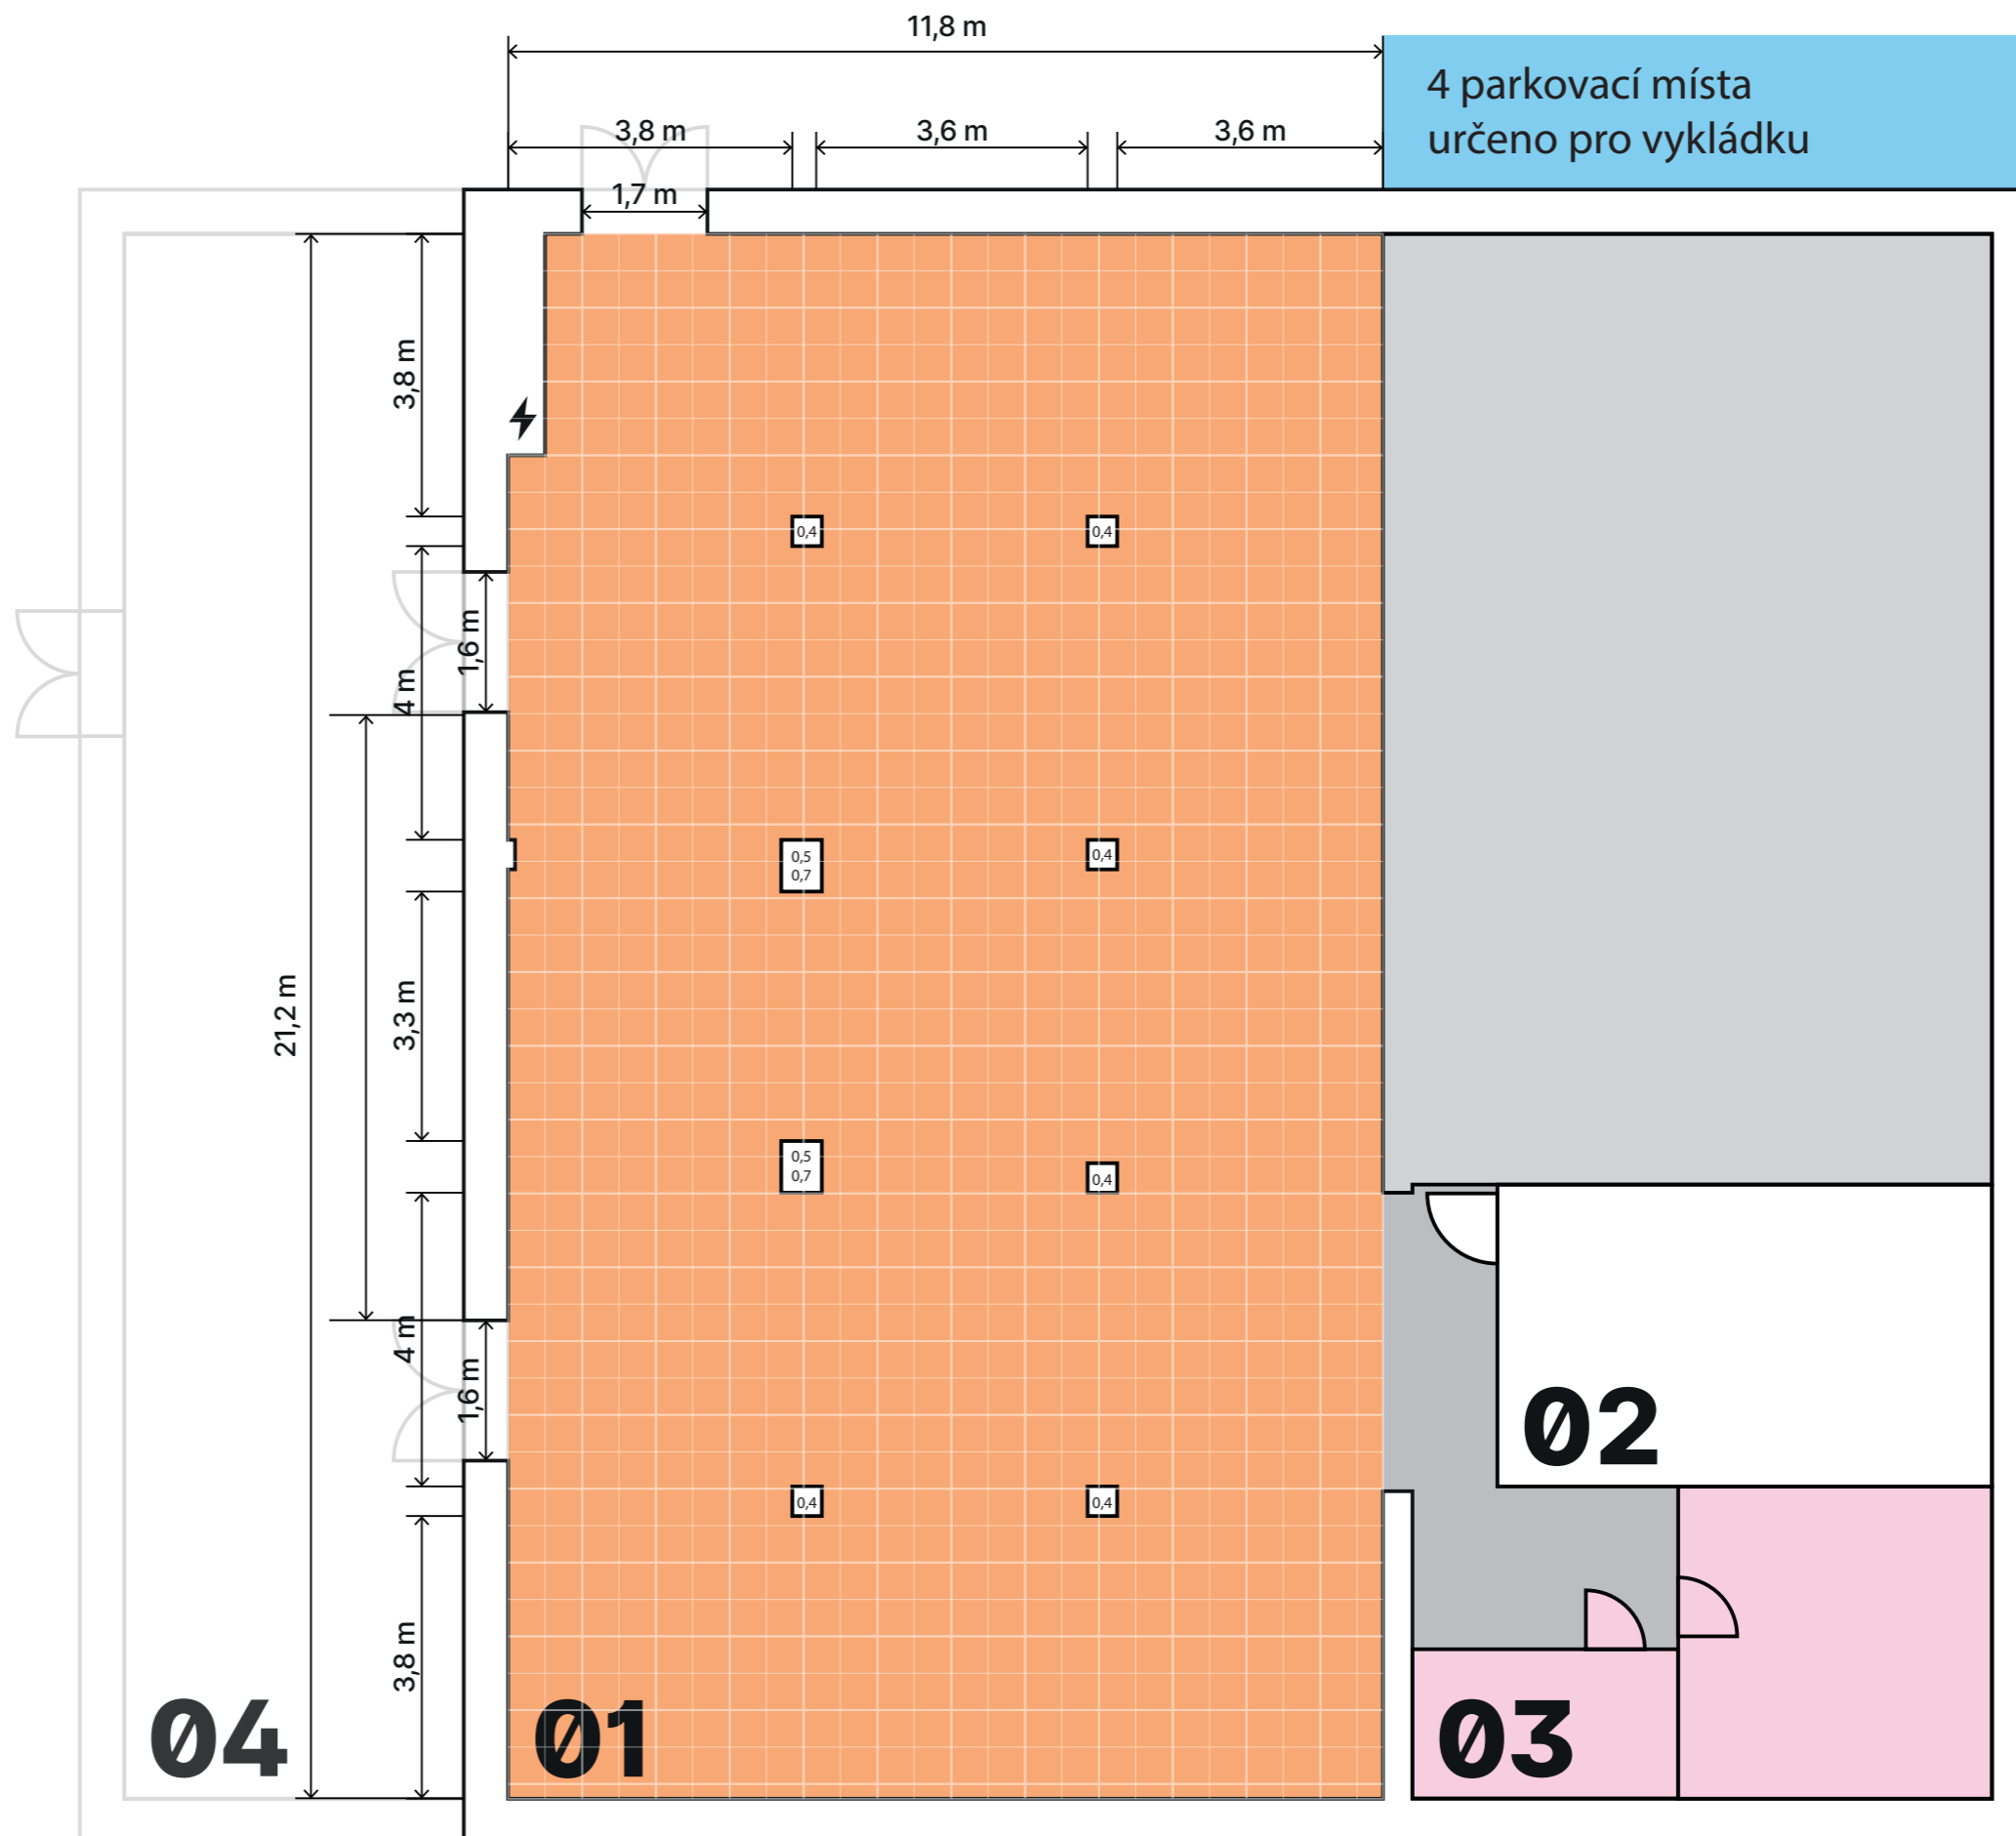 11,8 m
4 parkovací místa
určeno pro vykládku
3,8 m
3,6 m
3,6 m
1,7 m
3,8 m
0,4
0,4
1,6 m
4 m
0,5
0,7
0,4
21,2 m
3,3 m
0,5
0,7
0,4
4 m
1,6 m
02
0,4
0,4
3,8 m
04
01
03